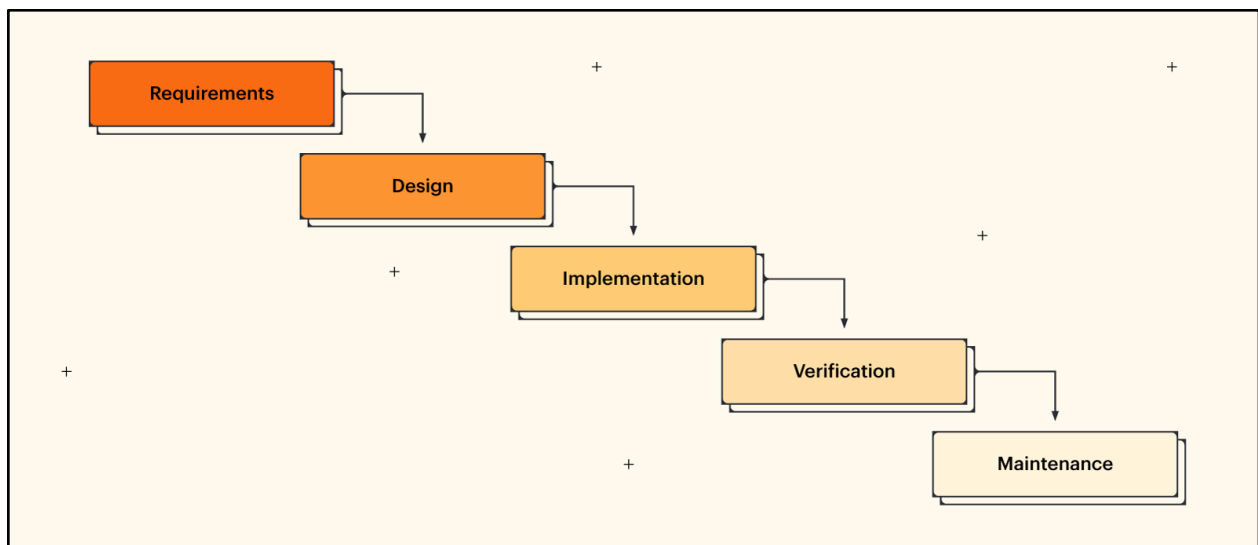 Requirements
Design
Implementation
Verification
Maintenance